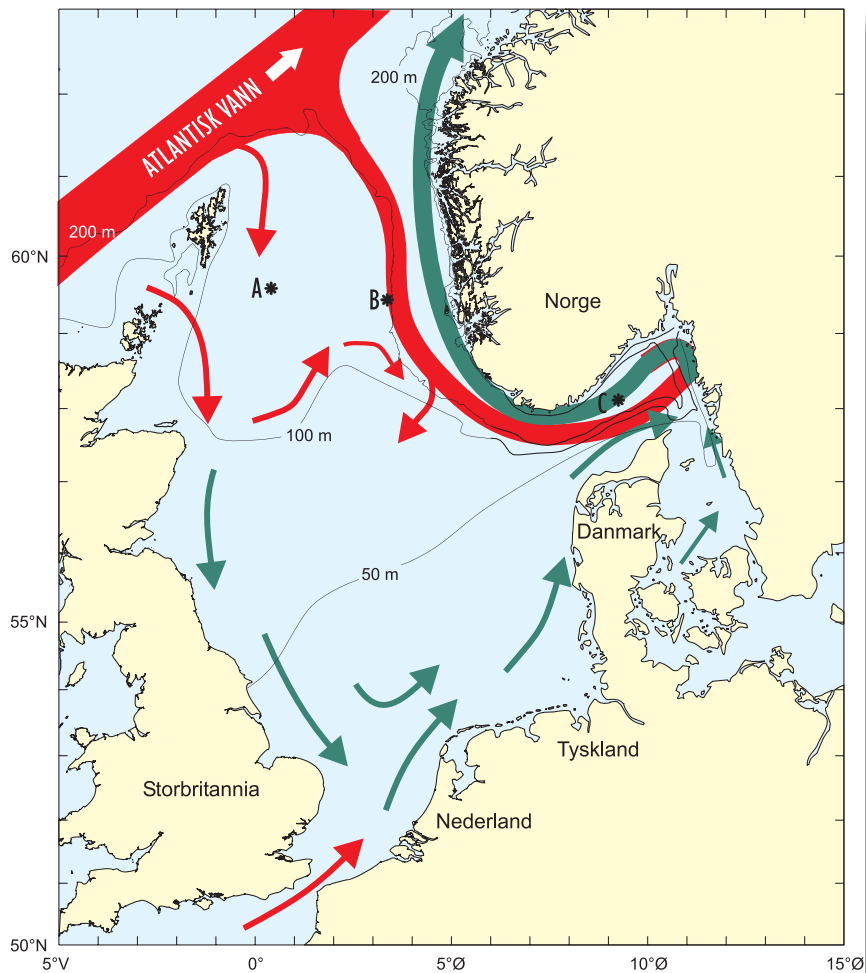 200 m
ATLANTISK VANN
200 m
60°N
A
B
Norge
C
100 m
Danmark
50 m
55°N
Tyskland
Storbritannia
Nederland
50°N
5°V
0°
5°Ø
10°Ø
15°Ø